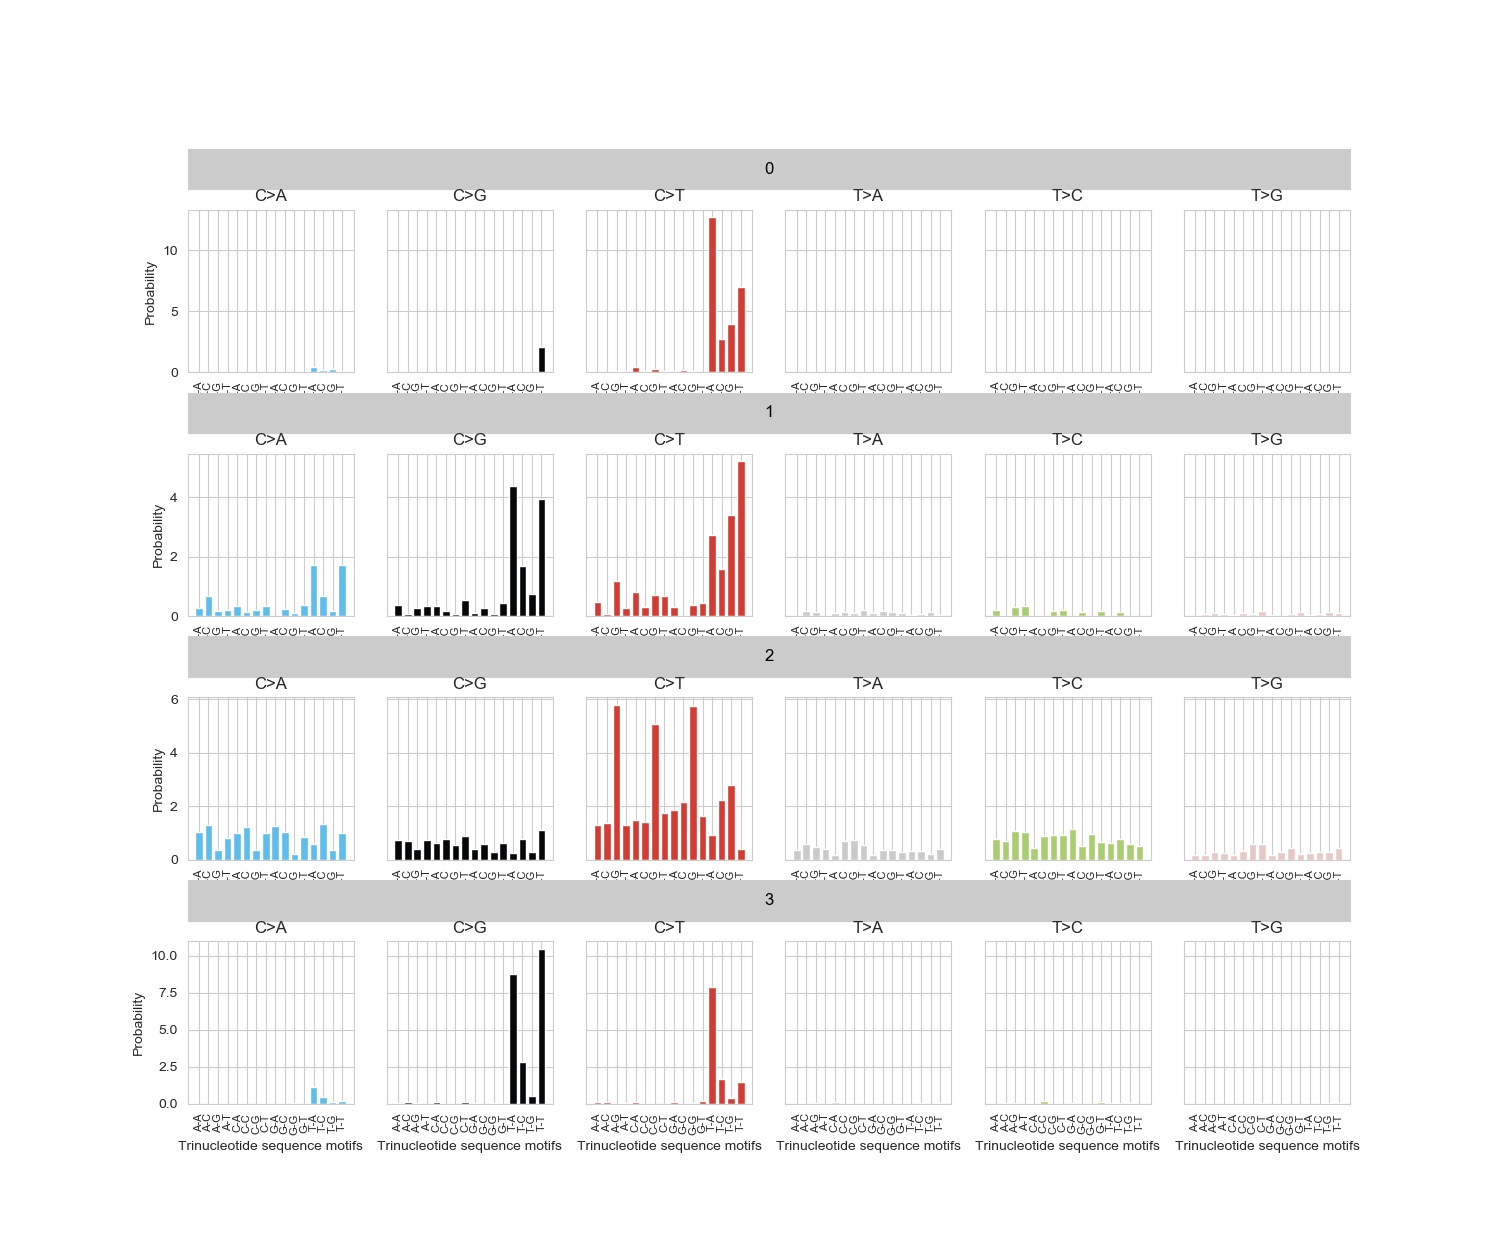 0
C>A C>G C>T T>A T>C T>G
Probability
10
5
0
-A -C -G -T -A -C -G -T -A -C -G -T -A -C -G -T
1
C>A C>G C>T T>A T>C T>G
Probability
4
2
0
2
C>A C>G C>T T>A T>C T>G
Probability
6
4
2
0
3
C>A C>G C>T T>A T>C T>G
Probability
10.0
7.5
5.0
2.5
0.0
A-A A-C A-G A-T C-A C-C C-G C-T G-A G-C G-G G-T T-A T-C T-G T-T
A-A A-C A-G A-T C-A C-C C-G C-T G-A G-C G-G G-T T-A T-C T-G T-T
A-A A-C A-G A-T C-A C-C C-G C-T G-A G-C G-G G-T T-A T-C T-G T-T
A-A A-C A-G A-T C-A C-C C-G C-T G-A G-C G-G G-T T-A T-C T-G T-T
A-A A-C A-G A-T C-A C-C C-G C-T G-A G-C G-G G-T T-A T-C T-G T-T
A-A A-C A-G A-T C-A C-C C-G C-T G-A G-C G-G G-T T-A T-C T-G T-T
Trinucleotide sequence motifs Trinucleotide sequence motifs Trinucleotide sequence motifs Trinucleotide sequence motifs Trinucleotide sequence motifs Trinucleotide sequence motifs